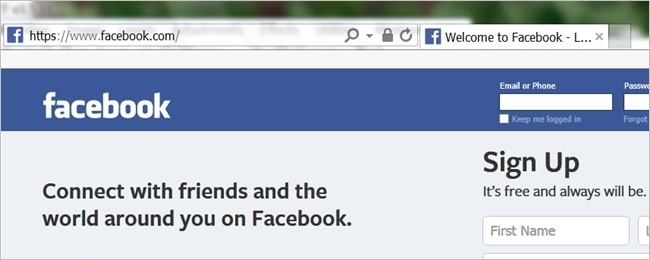 https://www.facebook.com/
Welcome to Facebook - L...
facebook
Email or Phone
Passwo
Keep me logged in
Forgot
Connect with friends and the
world around you on Facebook.
Sign Up
It's free and always will be.
First Name
L